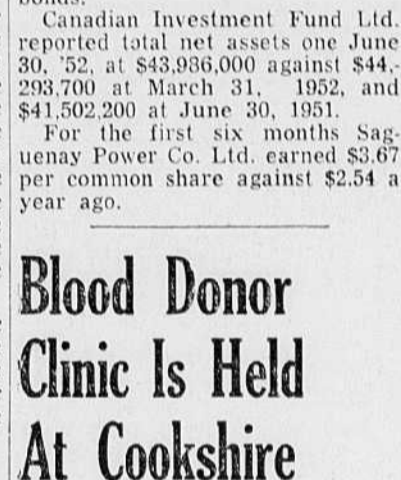 bonds.
Canadian Investment Fund Ltd.
reported total net assets one June
30, '52, at $43,986,000 against $44,-
293,700 at March 31, 1952, and
$41,502,200 at June 30, 1951.
For the first six months Sag-
uenay Power Co. Ltd. earned $3.67
per common share against $2.54 a
year ago.
Blood Donor
Clinic Is Held
At Cookshire